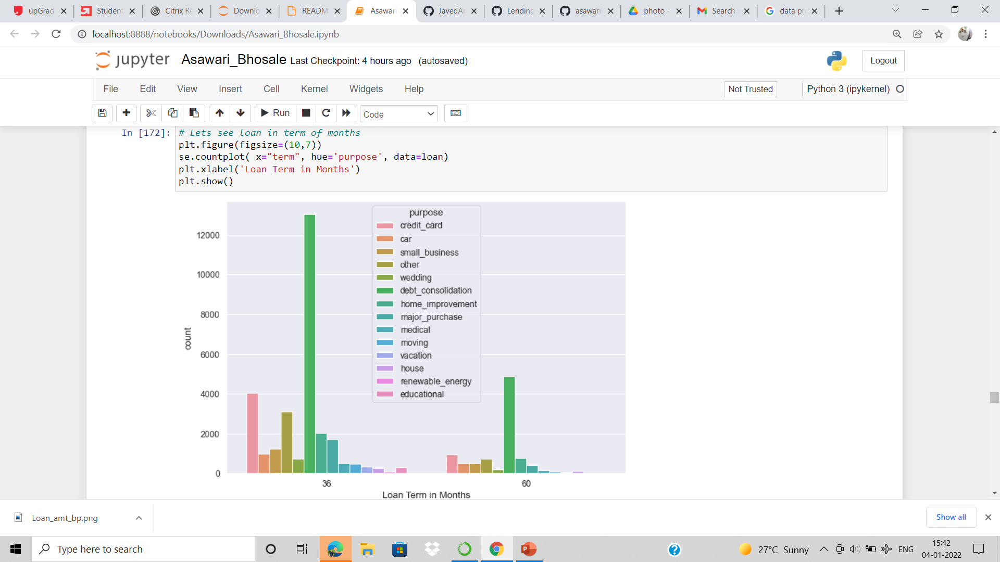 upGrad
Student
Citrix Re
Downlo
READM
Asawari
JavedAr
Lending
asawarii
photo -
Search
data pr
localhost:8888/notebooks/Downloads/Asawari_Bhosale.ipynb
jupyter Asawari_Bhosale Last Checkpoint: 4 hours ago (autosaved)
Logout
File Edit View Insert Cell Kernel Widgets Help
Not Trusted
Python 3 (ipykernel)
Run
Code
In [172]: # Lets see loan in term of months
plt.figure(figsize=(10,7))
se.countplot( x="term", hue='purpose', data=loan)
plt.xlabel('Loan Term in Months')
plt.show()
purpose
credit_card
car
small_business
other
wedding
debt_consolidation
home_improvement
major_purchase
medical
moving
vacation
house
renewable_energy
educational
12000
10000
8000
6000
4000
2000
0
count
36 60
Loan Term in Months
Loan_amt_bp.png
Show all
Type here to search
27°C Sunny
ENG
15:42
04-01-2022